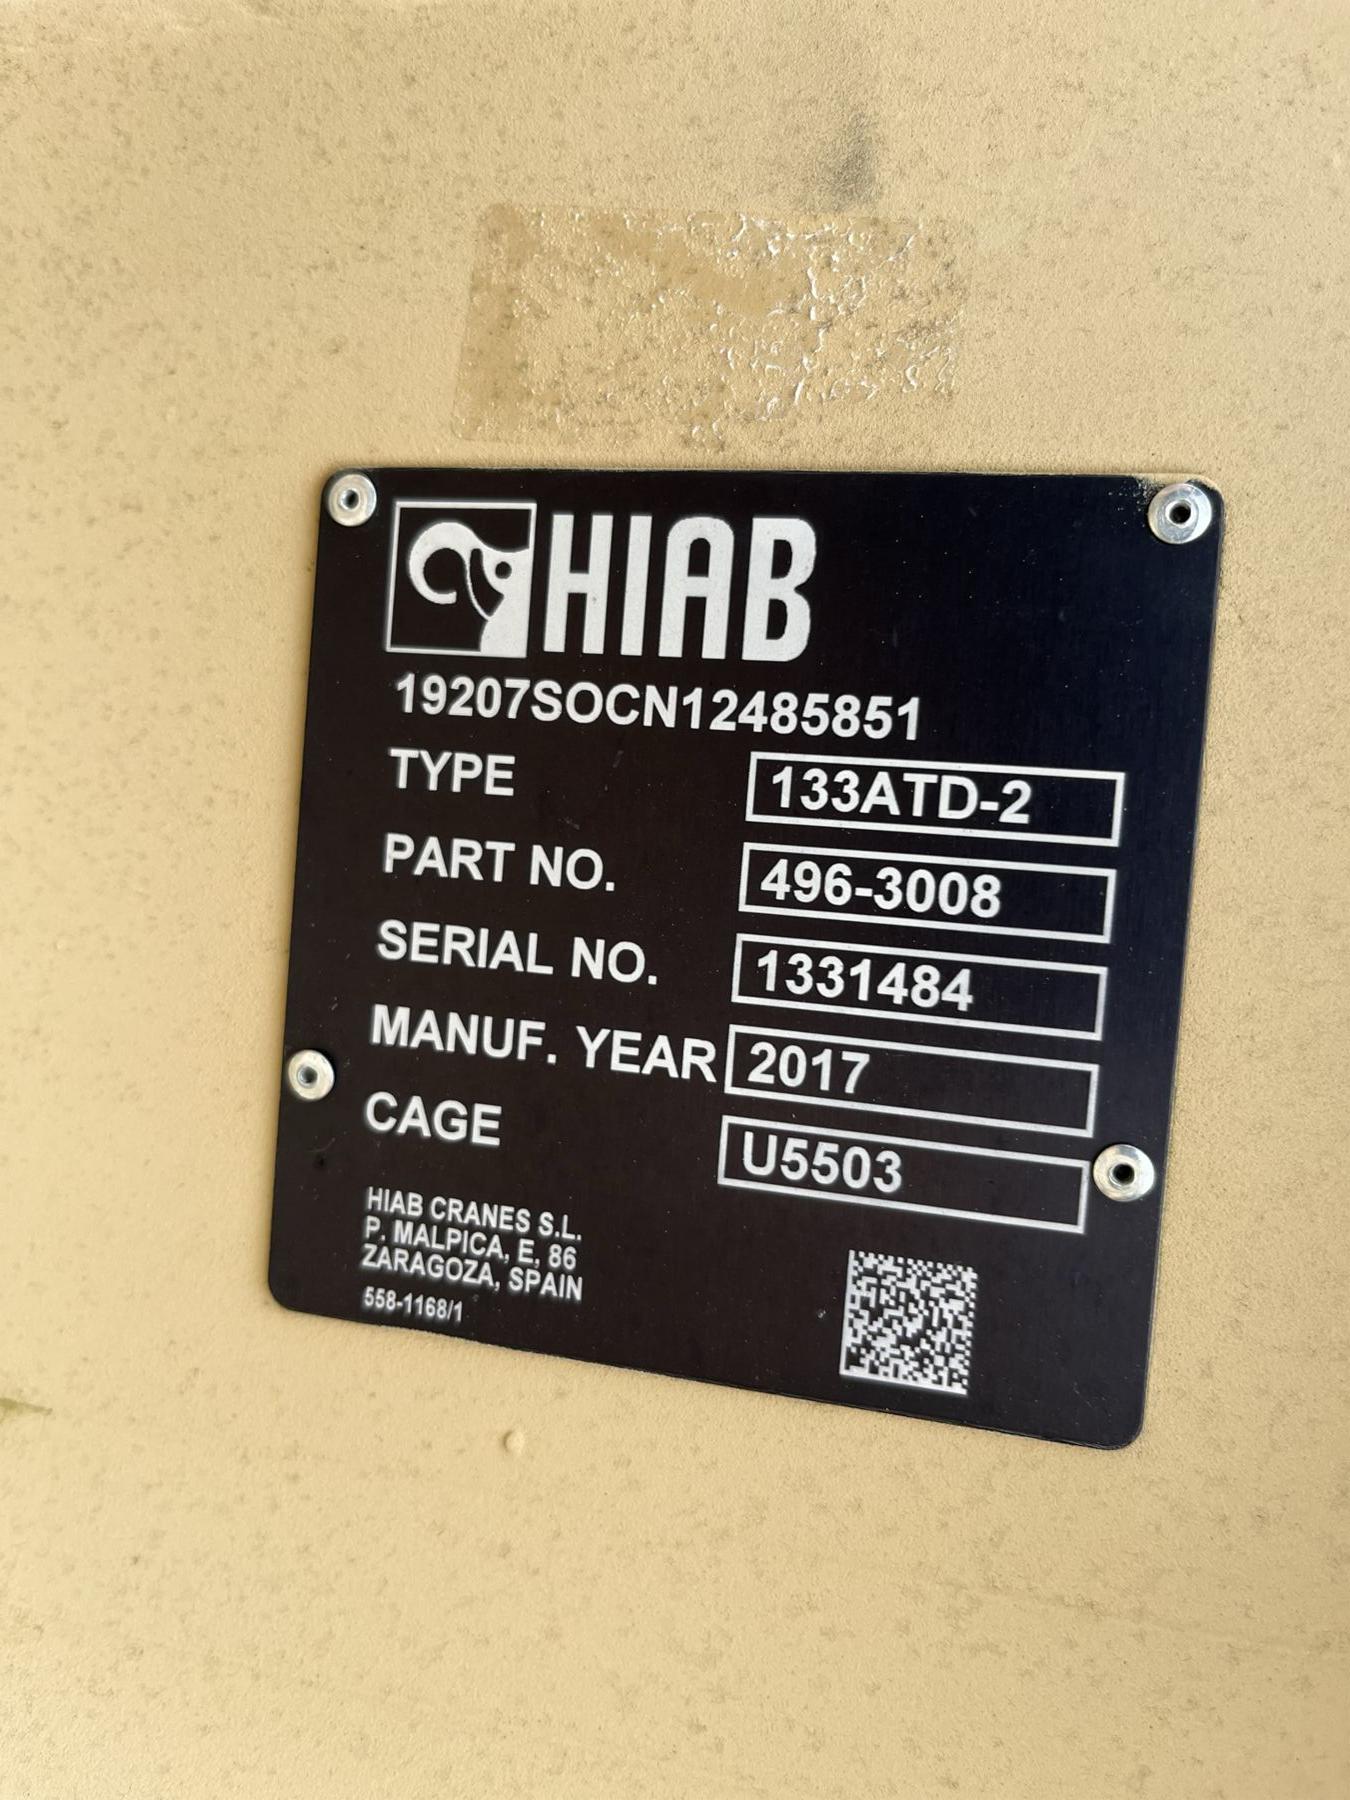 HIAB
19207SOCN12485851
TYPE 133ATD-2
PART NO. 496-3008
SERIAL NO. 1331484
MANUF. YEAR 2017
CAGE U5503
HIAB CRANES S.L.
P. MALPICA, E, 86
ZARAGOZA, SPAIN
558-1168/1